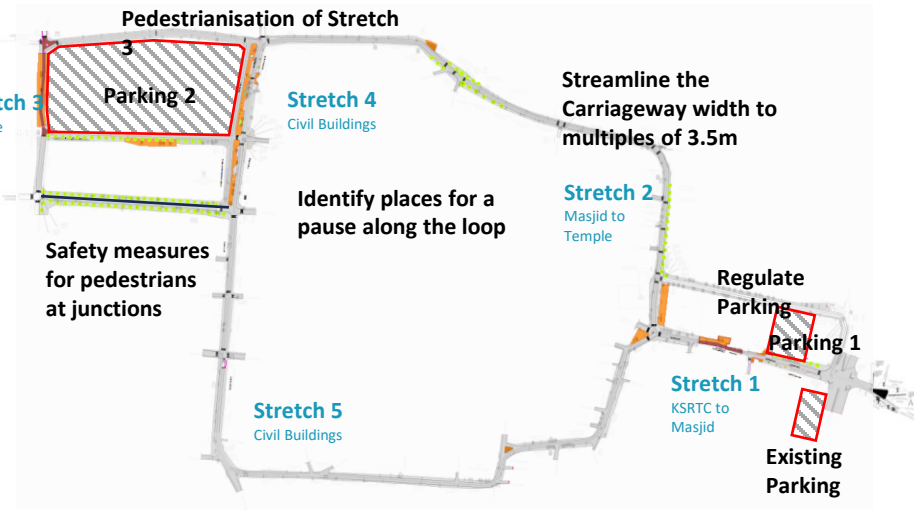 Pedestrianisation of Stretch
3
Parking 2
tch 3
e
Stretch 4
Civil Buildings
Streamline the
Carriageway width to
multiples of 3.5m
Identify places for a
pause along the loop
Stretch 2
Masjid to
Temple
Safety measures
for pedestrians
at junctions
Regulate
Parking
Parking 1
Stretch 1
KSRTC to
Masjid
Stretch 5
Civil Buildings
Existing
Parking